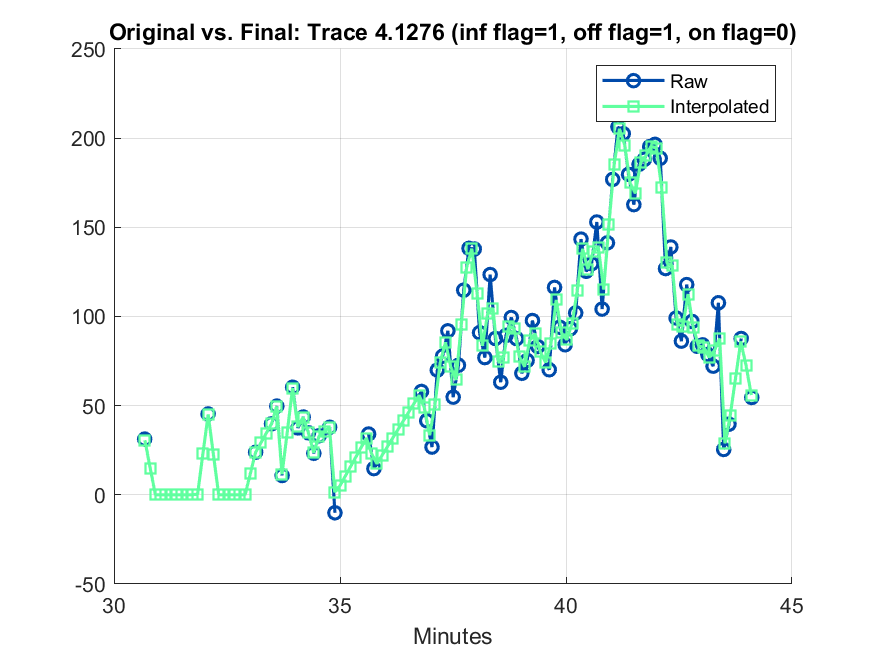 Original vs. Final: Trace 4.1276 (inf flag=1, off flag=1, on flag=0)
250
Raw
Interpolated
200
150
100
50
0
-50
30 35 40 45
Minutes